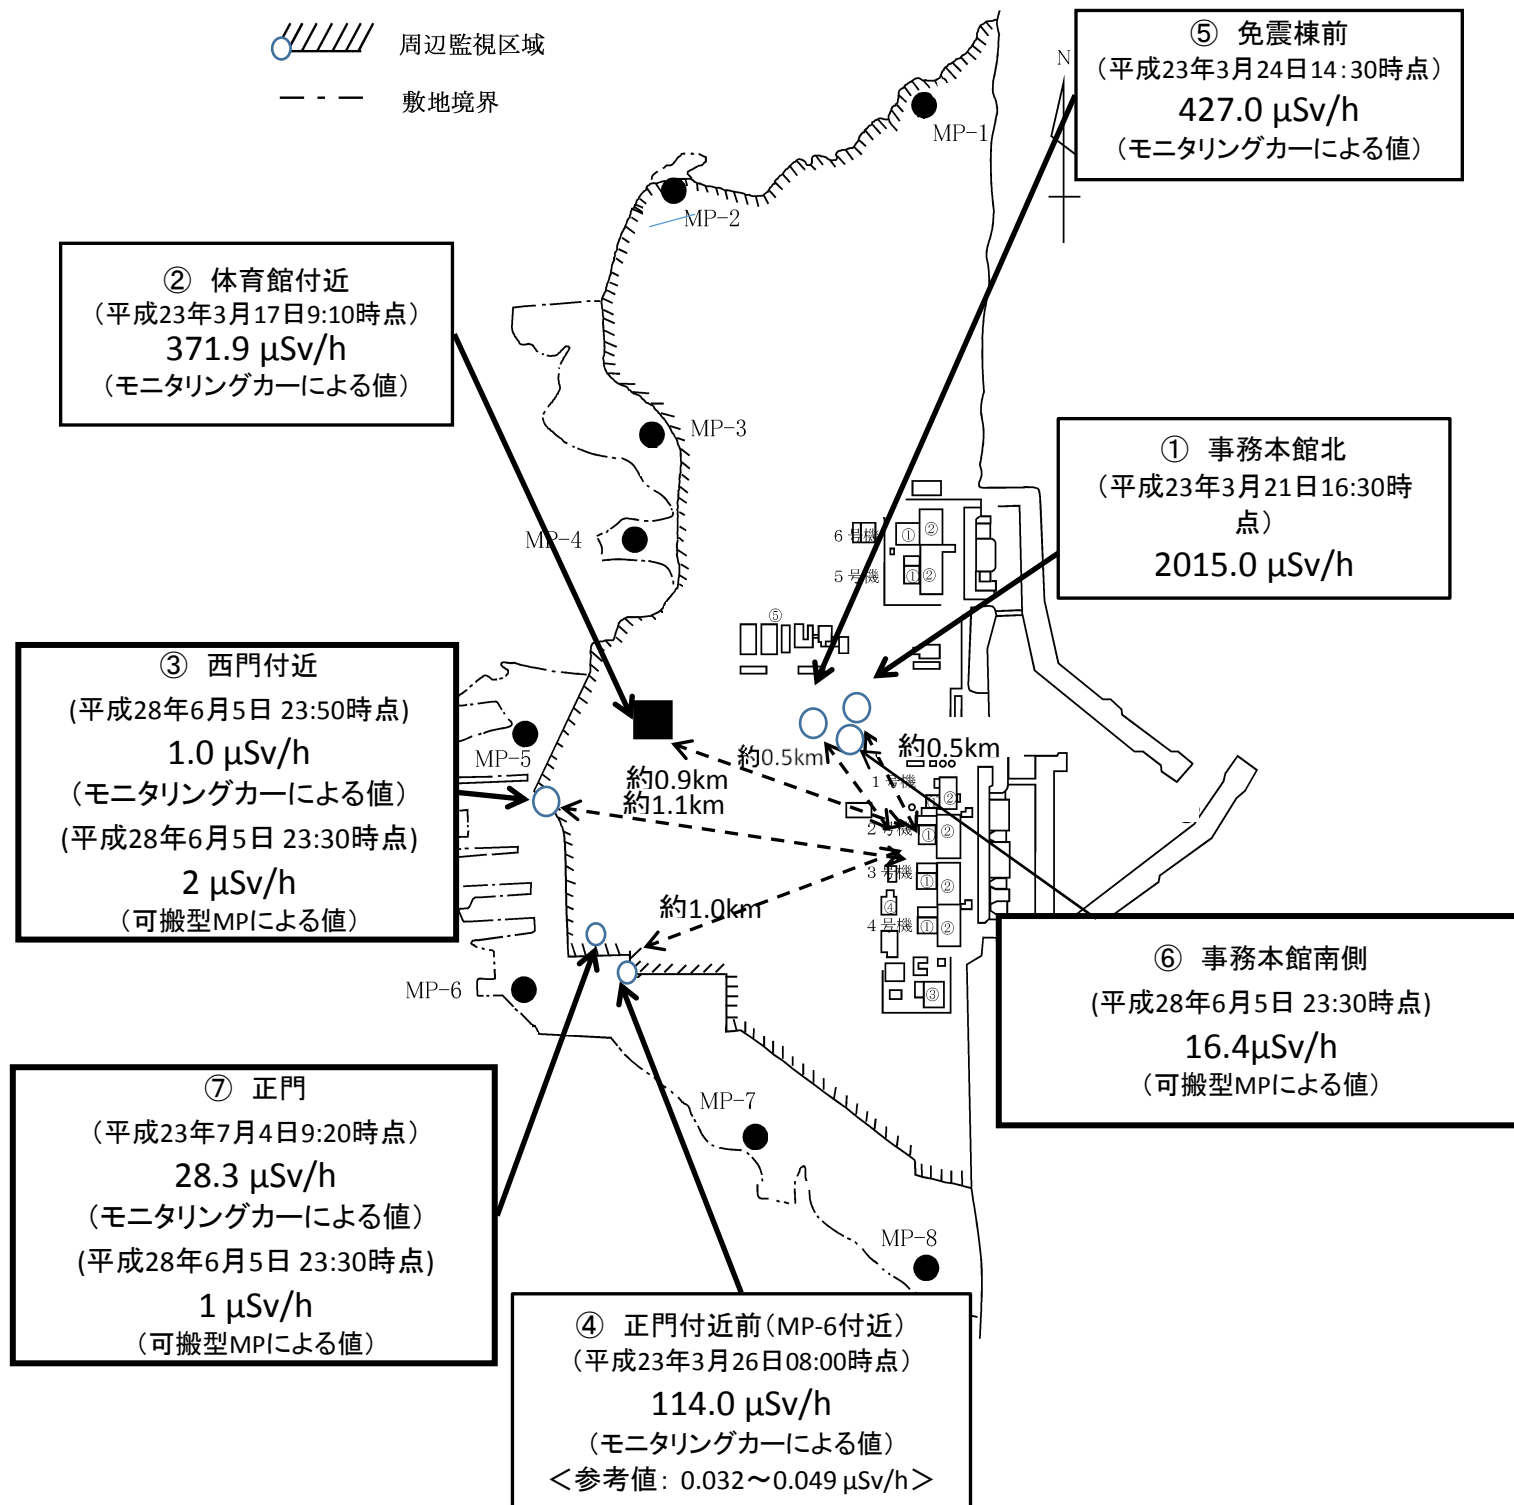 周辺監視区域
敷地境界
N
⑤ 免震棟前
（平成23年3月24日14:30時点）
427.0 μSv/h
（モニタリングカーによる値）
MP-1
MP-2
② 体育館付近
（平成23年3月17日9:10時点）
371.9 μSv/h
（モニタリングカーによる値）
MP-3
① 事務本館北
（平成23年3月21日16:30時
点）
2015.0 μSv/h
MP-4
6号機
①
②
5号機
①
②
⑤
③ 西門付近
(平成28年6月5日 23:50時点)
1.0 μSv/h
（モニタリングカーによる値）
(平成28年6月5日 23:30時点)
2 μSv/h
（可搬型MPによる値）
MP-5
約0.5km
約0.5km
約0.9km
約1.1km
1号機
①
②
2号機
①
②
3号機
①
②
④
約1.0km
4号機
①
②
③
MP-6
⑥ 事務本館南側
(平成28年6月5日 23:30時点)
16.4μSv/h
（可搬型MPによる値）
⑦ 正門
（平成23年7月4日9:20時点）
28.3 μSv/h
（モニタリングカーによる値）
(平成28年6月5日 23:30時点)
1 μSv/h
（可搬型MPによる値）
MP-7
MP-8
④ 正門付近前（MP-6付近）
（平成23年3月26日08:00時点）
114.0 μSv/h
（モニタリングカーによる値）
＜参考値：0.032～0.049 μSv/h＞